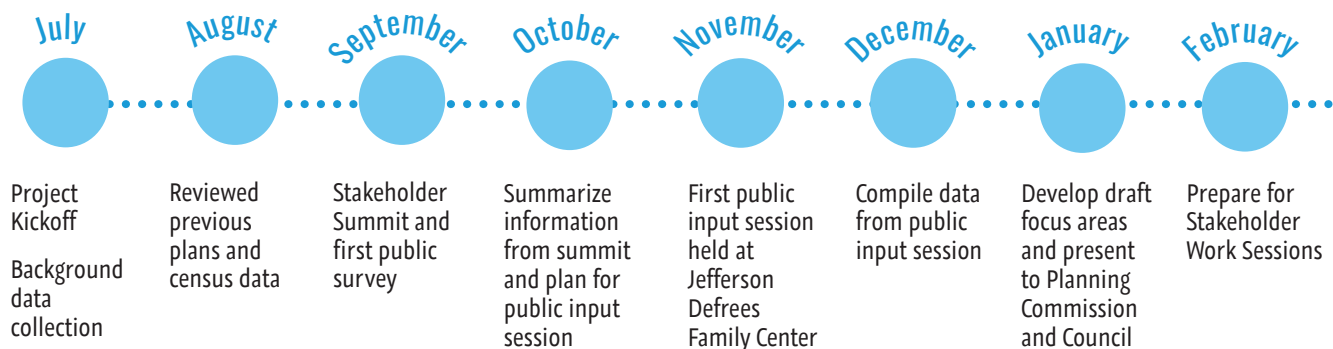 July
August
September
October
November
December
January
February
Project
Kickoff
Background
data
collection
Reviewed
previous
plans and
census data
Stakeholder
Summit and
first public
survey
Summarize
information
from summit
and plan for
public input
session
First public
input session
held at
Jefferson
Defrees
Family Center
Compile data
from public
input session
Develop draft
focus areas
and present
to Planning
Commission
and Council
Prepare for
Stakeholder
Work Sessions